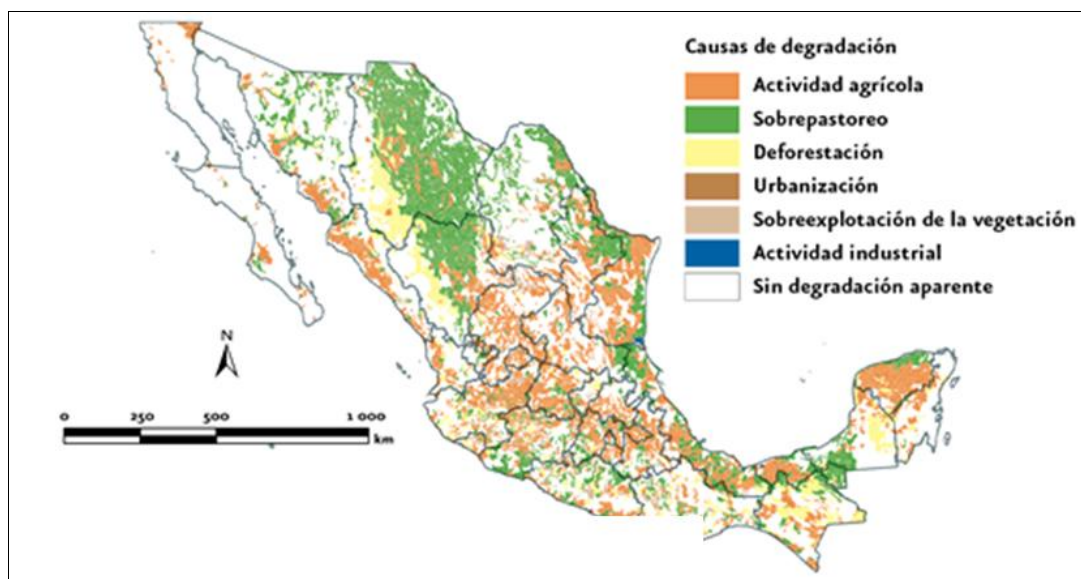 Causas de degradación
Actividad agrícola
Sobrepastoreo
Deforestación
Urbanización
Sobreexplotación de la vegetación
Actividad industrial
Sin degradación aparente
N
0 250 500 1 000
km